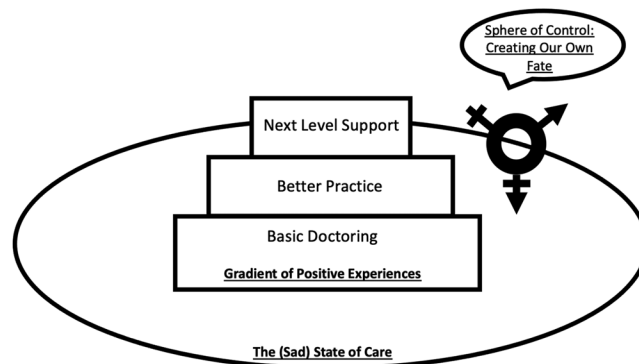 Sphere of Control:
Creating Our Own
Fate
Next Level Support
Better Practice
Basic Doctoring
Gradient of Positive Experiences
The (Sad) State of Care